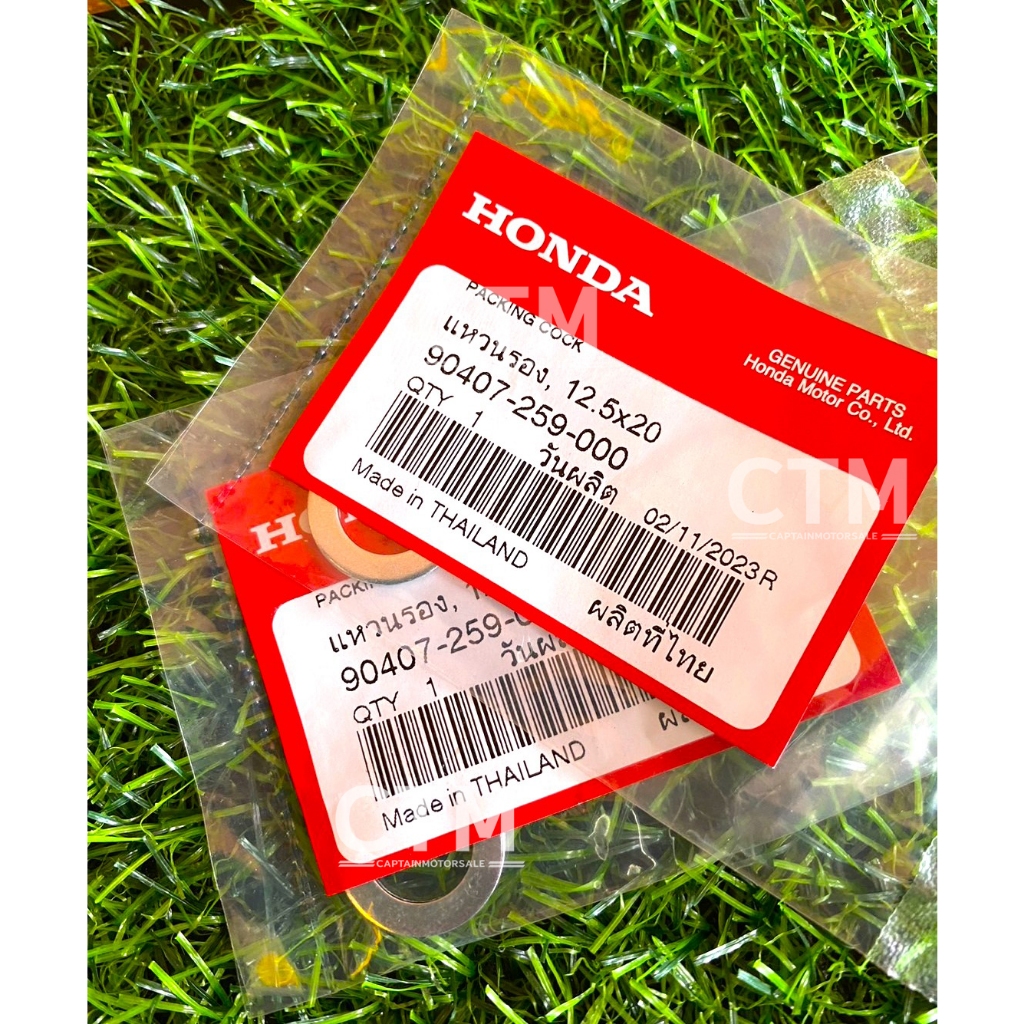 HONDA
GENUINE PARTS
Honda Motor Co., Ltd.
PACKING COCK
แหวนรอง, 12.5x20
90407-259-000
QTY 1
วันผลิต 02/11/2023 R
Made in THAILAND
ผลิตที่ไทย
CTM
CTM
CAPTAINMOTORSALE
แหวนรอง,
90407-259-
QTY 1
Made in THAILAND
CTM
CAPTAINMOTORSALE